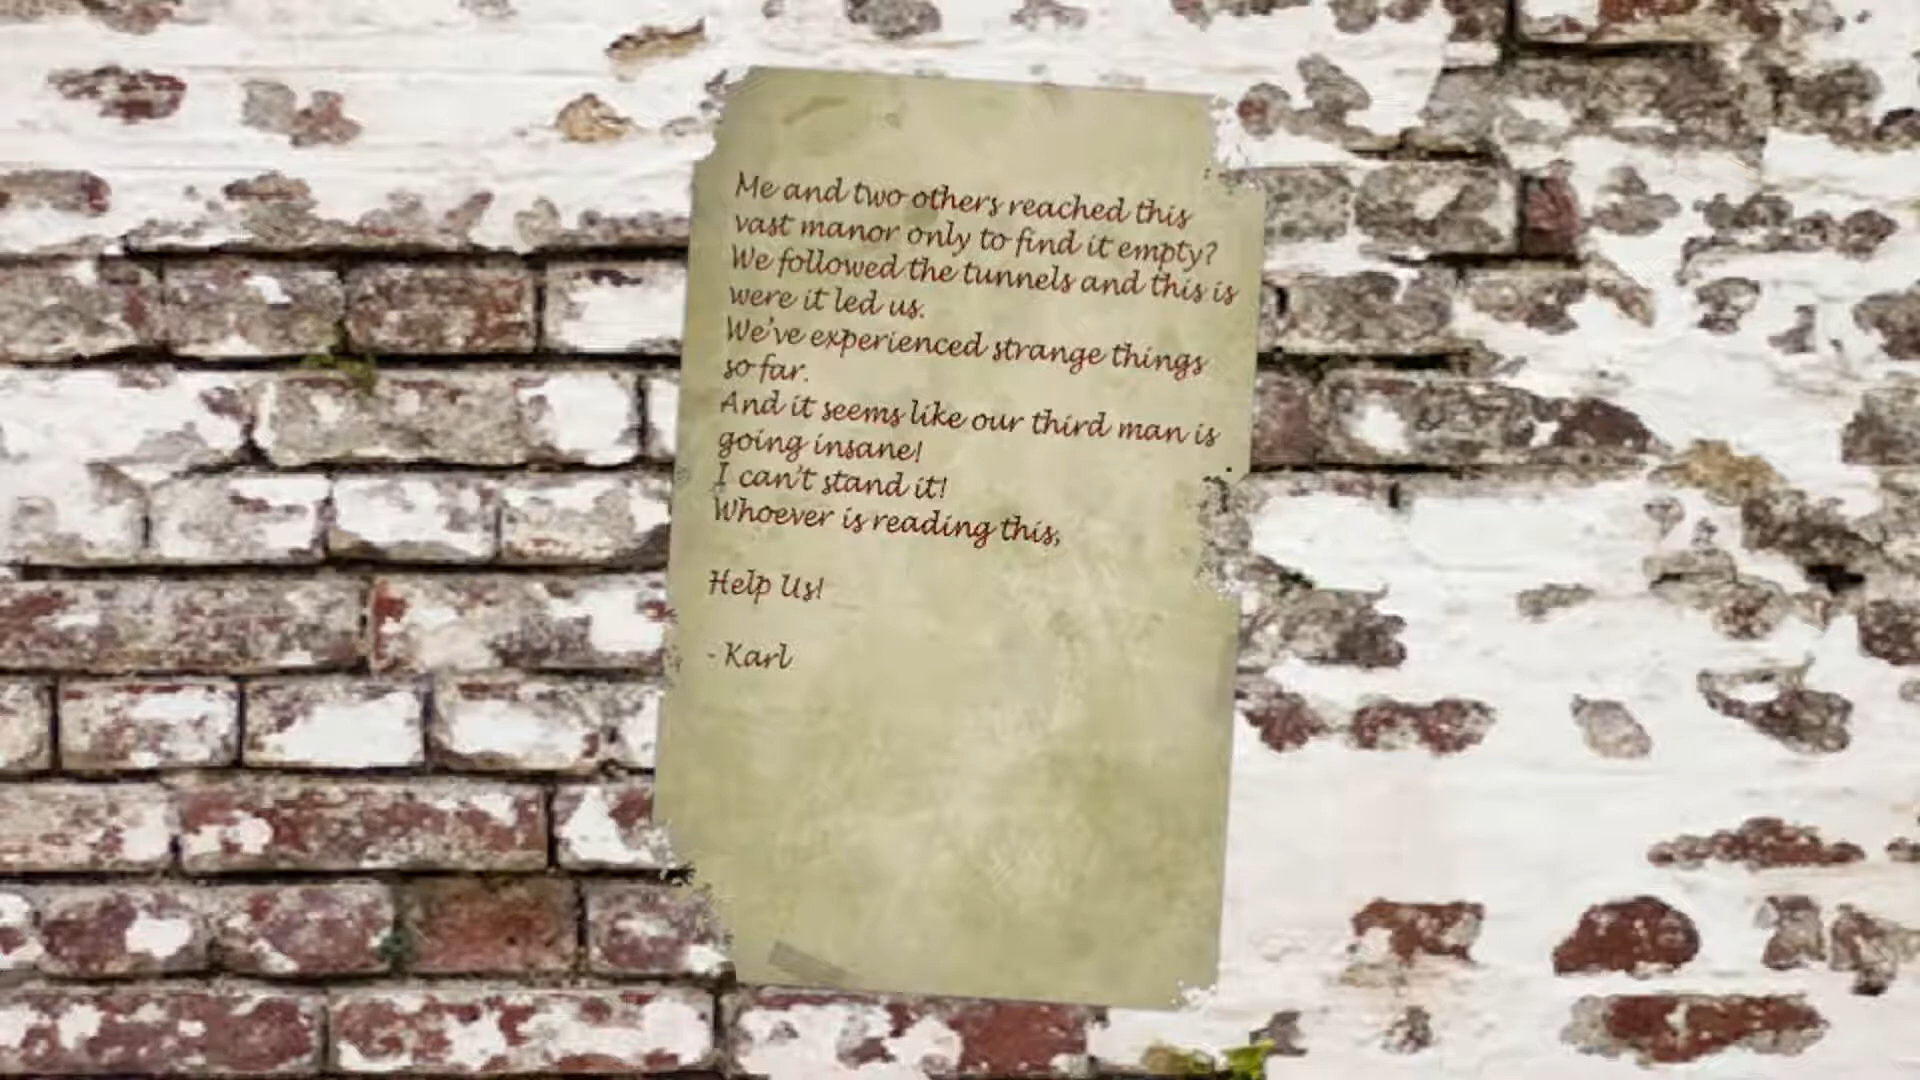 Me and two others reached this
vast manor only to find it empty?
We followed the tunnels and this is
were it led us.
We've experienced strange things
so far.
And it seems like our third man is
going insane!
I can't stand it!
Whoever is reading this,
Help Us!
- Karl